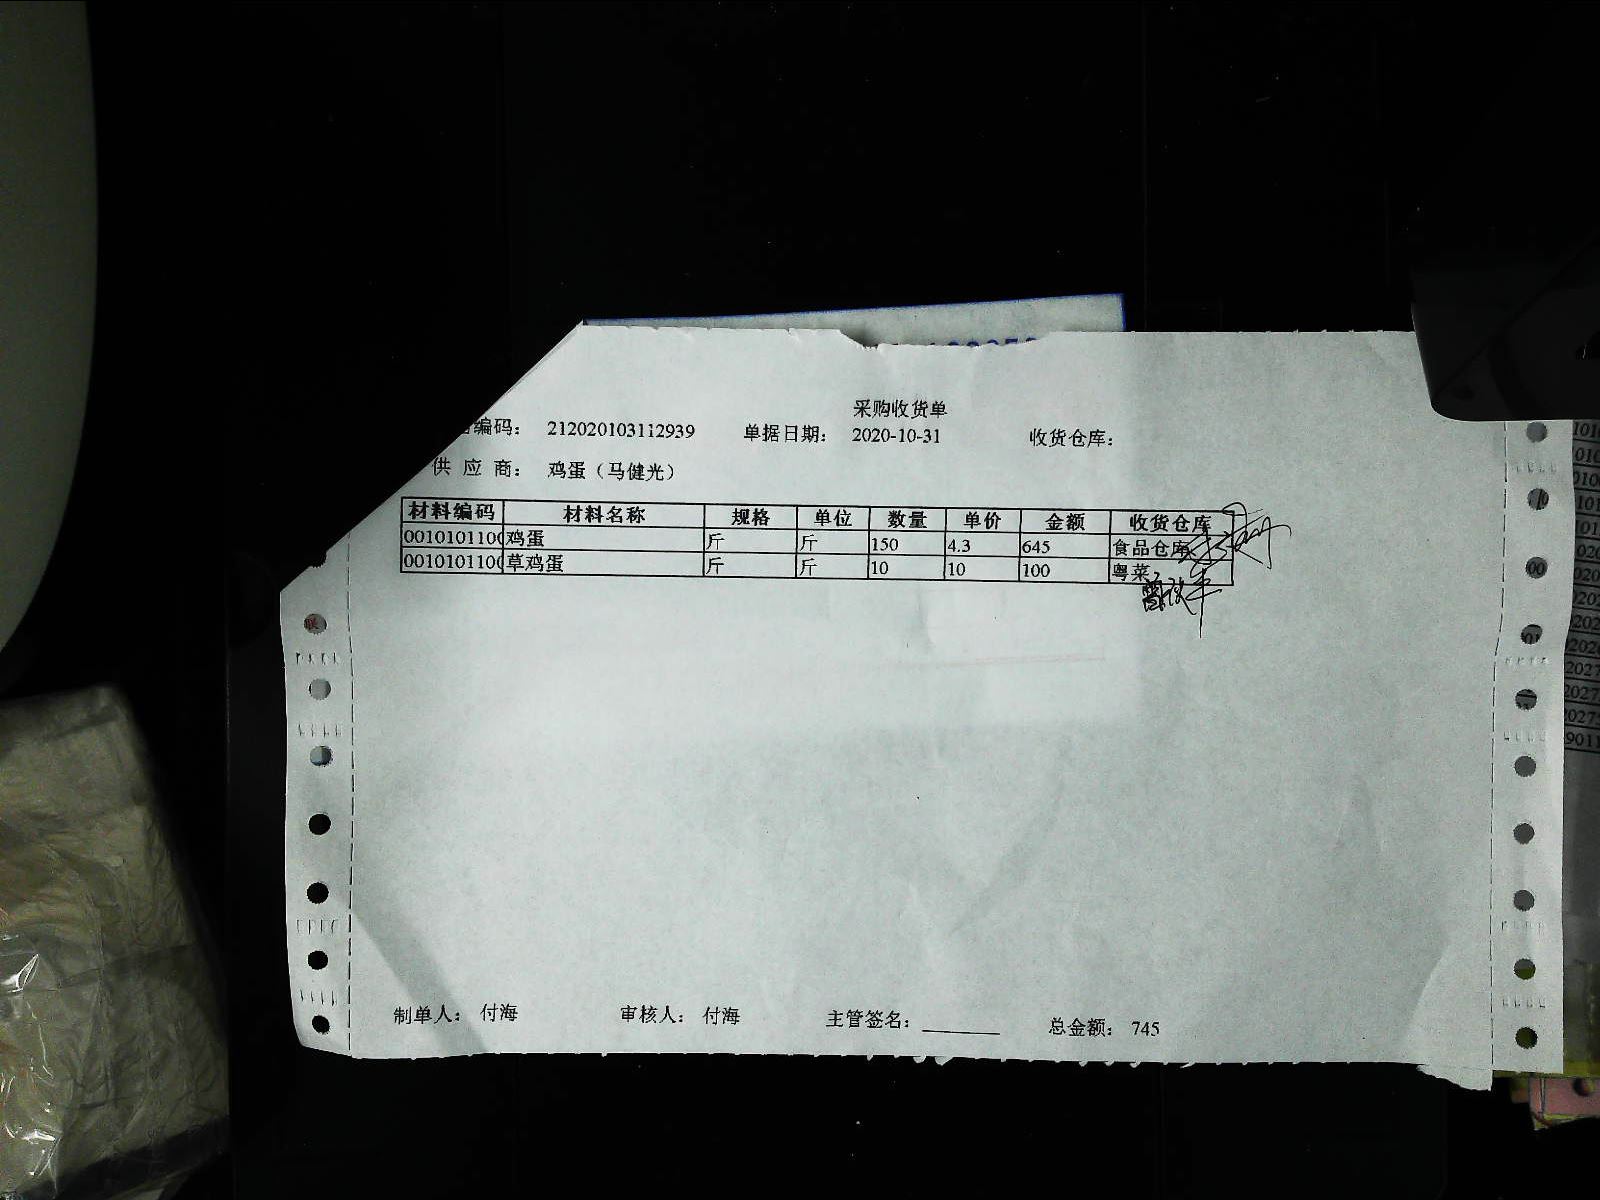 采购收货单
编码: 212020103112939 单据日期: 2020-10-31 收货仓库:
供 应 商: 鸡蛋（马健光）
材料编码 材料名称 规格 单位 数量 单价 金额 收货仓库
0010101100 鸡蛋 斤 斤 150 4.3 645 食品仓库
0010101100 草鸡蛋 斤 斤 10 10 100 粤菜
制单人: 付海 审核人: 付海 主管签名: ________ 总金额: 745